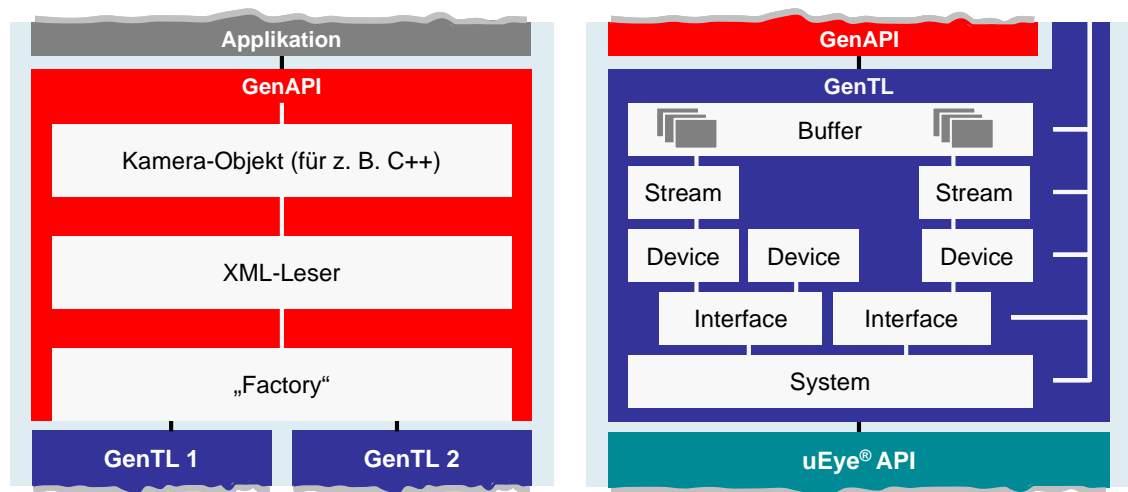 Applikation
GenAPI
Kamera-Objekt (für z. B. C++)
XML-Leser
„Factory“
GenTL 1
GenTL 2
GenAPI
GenTL
Buffer
Stream
Stream
Device
Device
Device
Interface
Interface
System
uEye® API